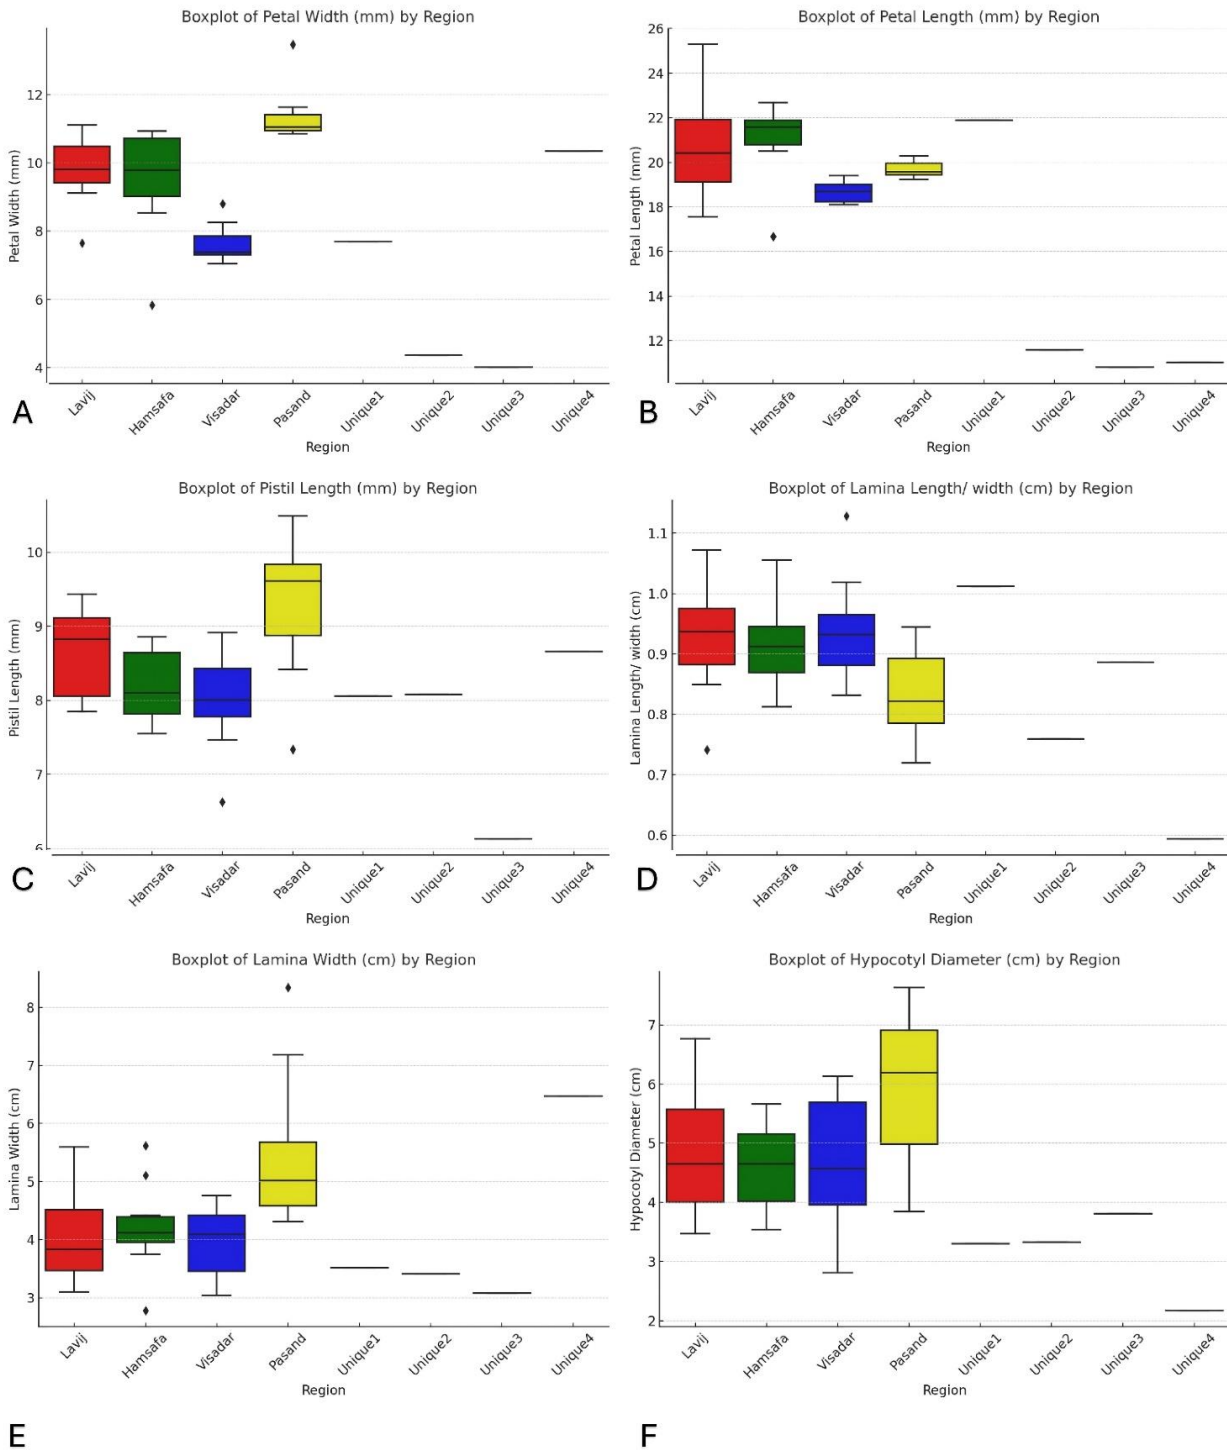 Boxplot of Petal Width (mm) by Region
Petal Width (mm)
12
10
8
6
4
Lavij
Hamsafa
Visadar
Pasand
Unique1
Unique2
Unique3
Unique4
Region
A
Boxplot of Petal Length (mm) by Region
Petal Length (mm)
26
24
22
20
18
16
14
12
Lavij
Hamsafa
Visadar
Pasand
Unique1
Unique2
Unique3
Unique4
Region
B
Boxplot of Pistil Length (mm) by Region
Pistil Length (mm)
10
9
8
7
6
Lavij
Hamsafa
Visadar
Pasand
Unique1
Unique2
Unique3
Unique4
Region
C
Boxplot of Lamina Length/ width (cm) by Region
Lamina Length/ width (cm)
1.1
1.0
0.9
0.8
0.7
0.6
Lavij
Hamsafa
Visadar
Pasand
Unique1
Unique2
Unique3
Unique4
Region
D
Boxplot of Lamina Width (cm) by Region
Lamina Width (cm)
8
7
6
5
4
3
Lavij
Hamsafa
Visadar
Pasand
Unique1
Unique2
Unique3
Unique4
Region
E
Boxplot of Hypocotyl Diameter (cm) by Region
Hypocotyl Diameter (cm)
7
6
5
4
3
2
Lavij
Hamsafa
Visadar
Pasand
Unique1
Unique2
Unique3
Unique4
Region
F